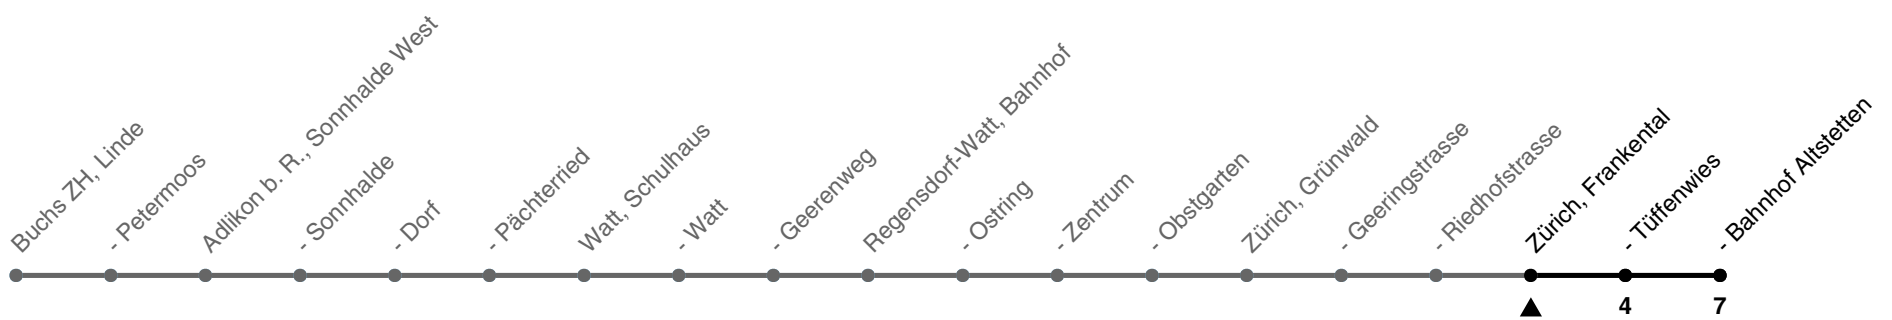 Buchs ZH, Linde
- Petermoos
Adlikon b. R., Sonnhalde West
- Sonnhalde
- Dorf
- Pächterried
Watt, Schulhaus
- Watt
- Geerenweg
Regensdorf-Watt, Bahnhof
- Ostring
- Zentrum
- Obstgarten
Zürich, Grünwald
- Geeringstrasse
- Riedhofstrasse
Zürich, Frankental
- Tüffenwies
- Bahnhof Altstetten
4
7